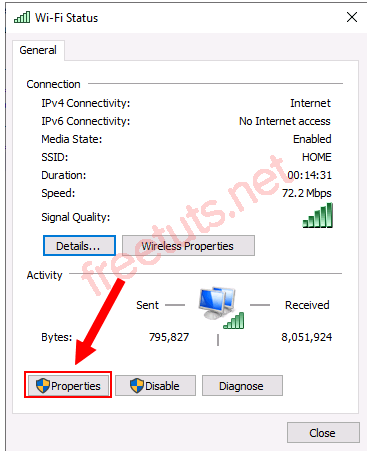 Wi-Fi Status
General
Connection
IPv4 Connectivity: Internet
IPv6 Connectivity: No Internet access
Media State: Enabled
SSID: HOME
Duration: 00:14:31
Speed: 72.2 Mbps
Signal Quality:
Details... Wireless Properties
freetuts.net
Activity
Sent Received
Bytes: 795,827 8,051,924
Properties Disable Diagnose
Close